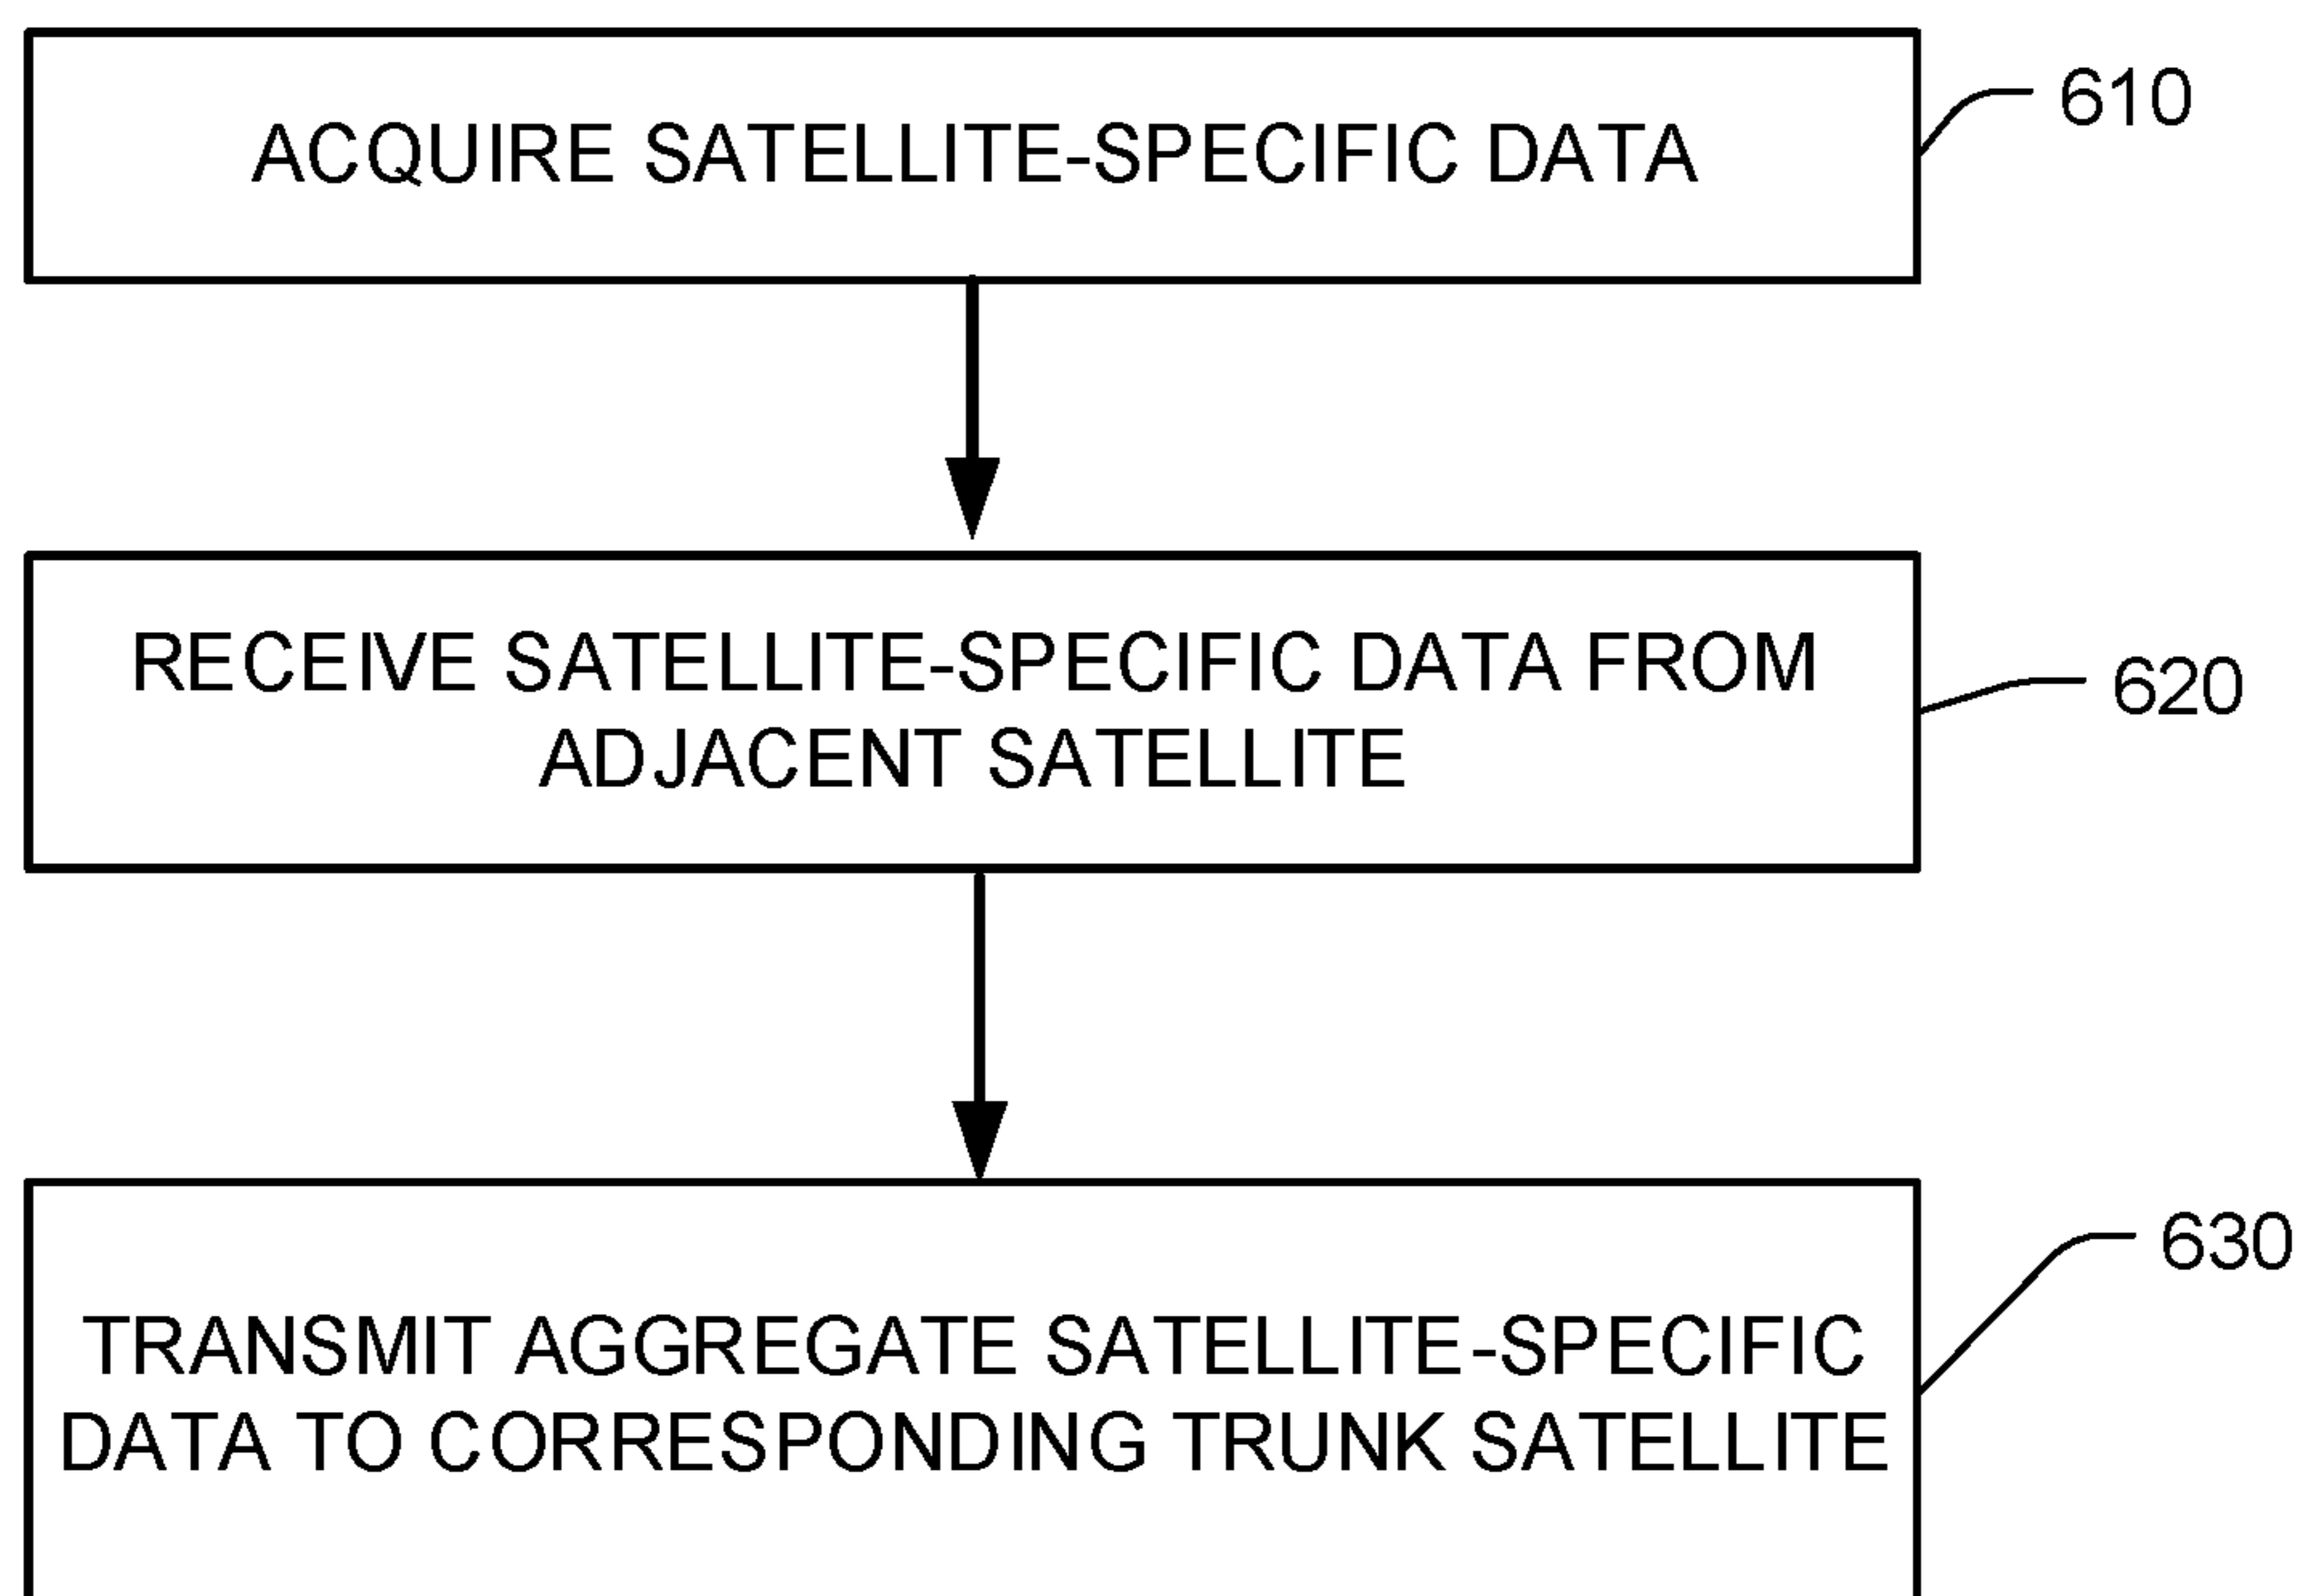 ACQUIRE SATELLITE-SPECIFIC DATA
610
RECEIVE SATELLITE-SPECIFIC DATA FROM
ADJACENT SATELLITE
620
TRANSMIT AGGREGATE SATELLITE-SPECIFIC
DATA TO CORRESPONDING TRUNK SATELLITE
630